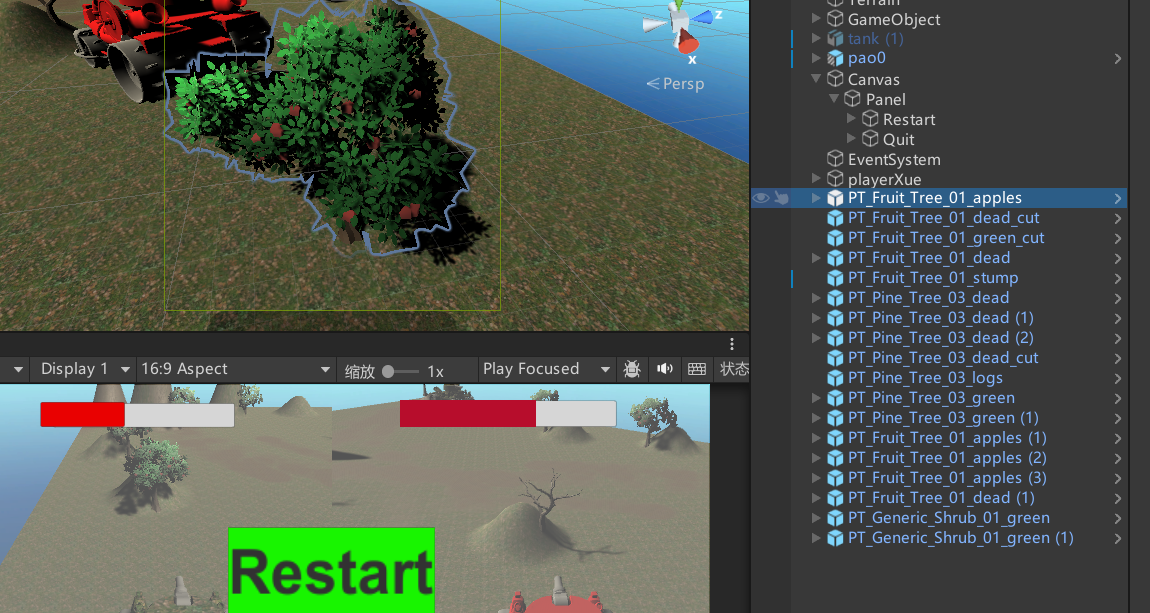 Terrain
GameObject
tank (1)
pao0
Canvas
Panel
Restart
Quit
EventSystem
playerXue
PT_Fruit_Tree_01_apples
PT_Fruit_Tree_01_dead_cut
PT_Fruit_Tree_01_green_cut
PT_Fruit_Tree_01_dead
PT_Fruit_Tree_01_stump
PT_Pine_Tree_03_dead
PT_Pine_Tree_03_dead (1)
PT_Pine_Tree_03_dead (2)
PT_Pine_Tree_03_dead_cut
PT_Pine_Tree_03_logs
PT_Pine_Tree_03_green
PT_Pine_Tree_03_green (1)
PT_Fruit_Tree_01_apples (1)
PT_Fruit_Tree_01_apples (2)
PT_Fruit_Tree_01_apples (3)
PT_Fruit_Tree_01_dead (1)
PT_Generic_Shrub_01_green
PT_Generic_Shrub_01_green (1)
z
x
< Persp
Display 1 16:9 Aspect 缩放 1x Play Focused 状态
Restart